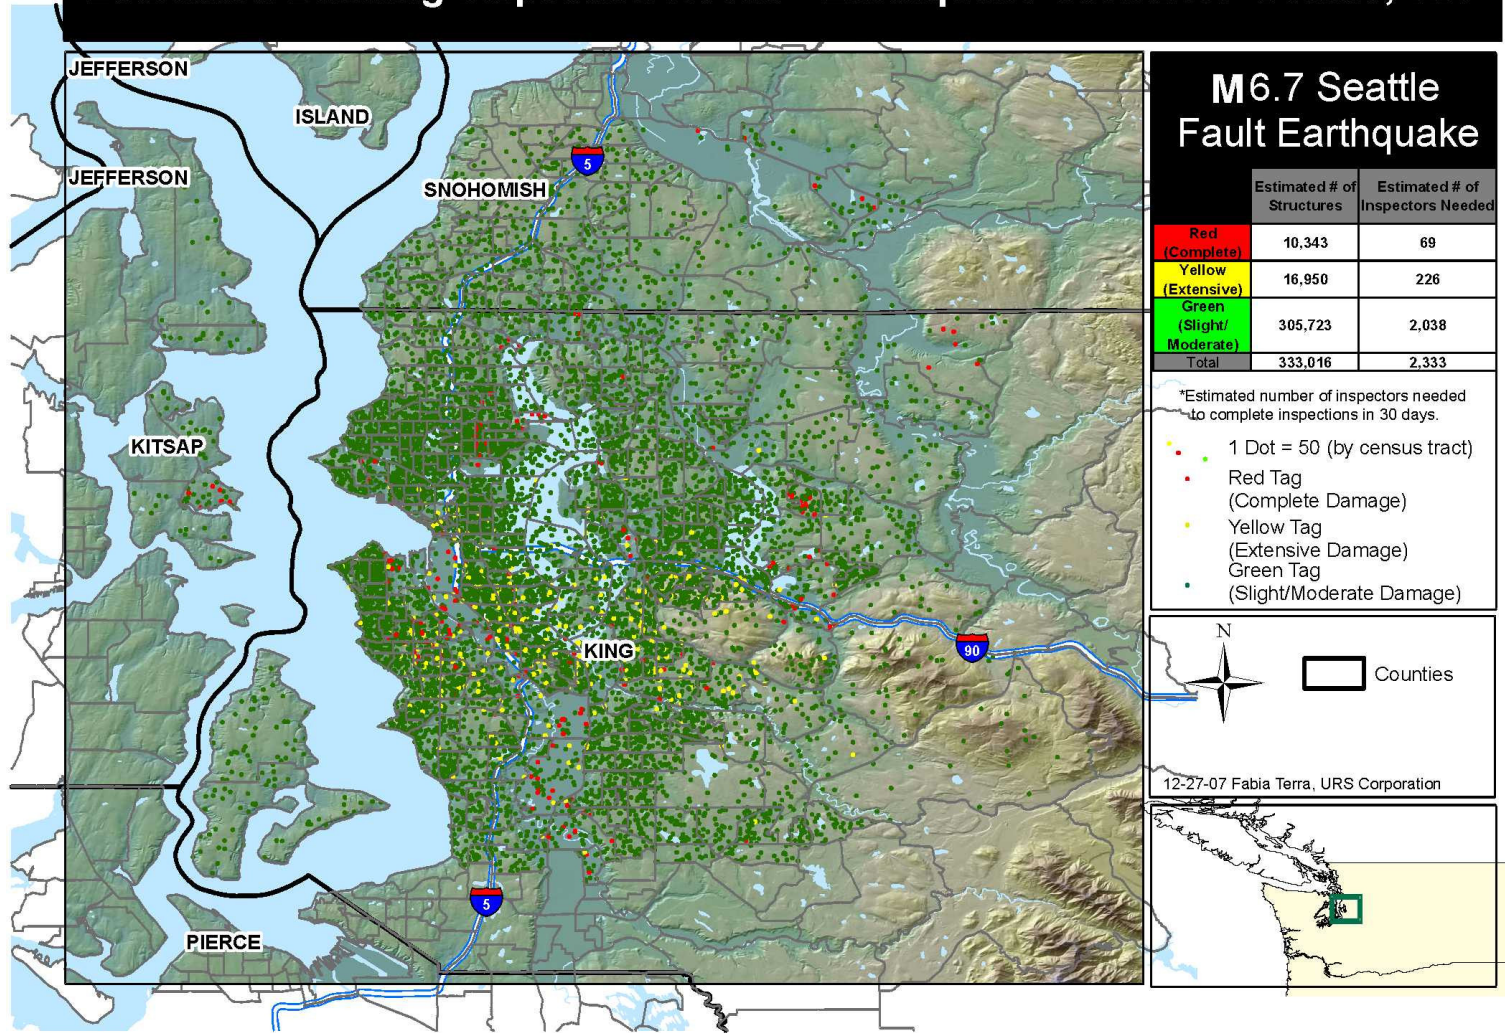 M6.7 Seattle
Fault Earthquake
Estimated # of
Structures
Estimated # of
Inspectors Needed
Red
(Complete)
10,343
69
Yellow
(Extensive)
16,950
226
Green
(Slight/
Moderate)
305,723
2,038
Total
333,016
2,333
*Estimated number of inspectors needed
to complete inspections in 30 days.
1 Dot = 50 (by census tract)
Red Tag
(Complete Damage)
Yellow Tag
(Extensive Damage)
Green Tag
(Slight/Moderate Damage)
N
Counties
12-27-07 Fabia Terra, URS Corporation
JEFFERSON
ISLAND
JEFFERSON
SNOHOMISH
5
KITSAP
KING
90
5
PIERCE